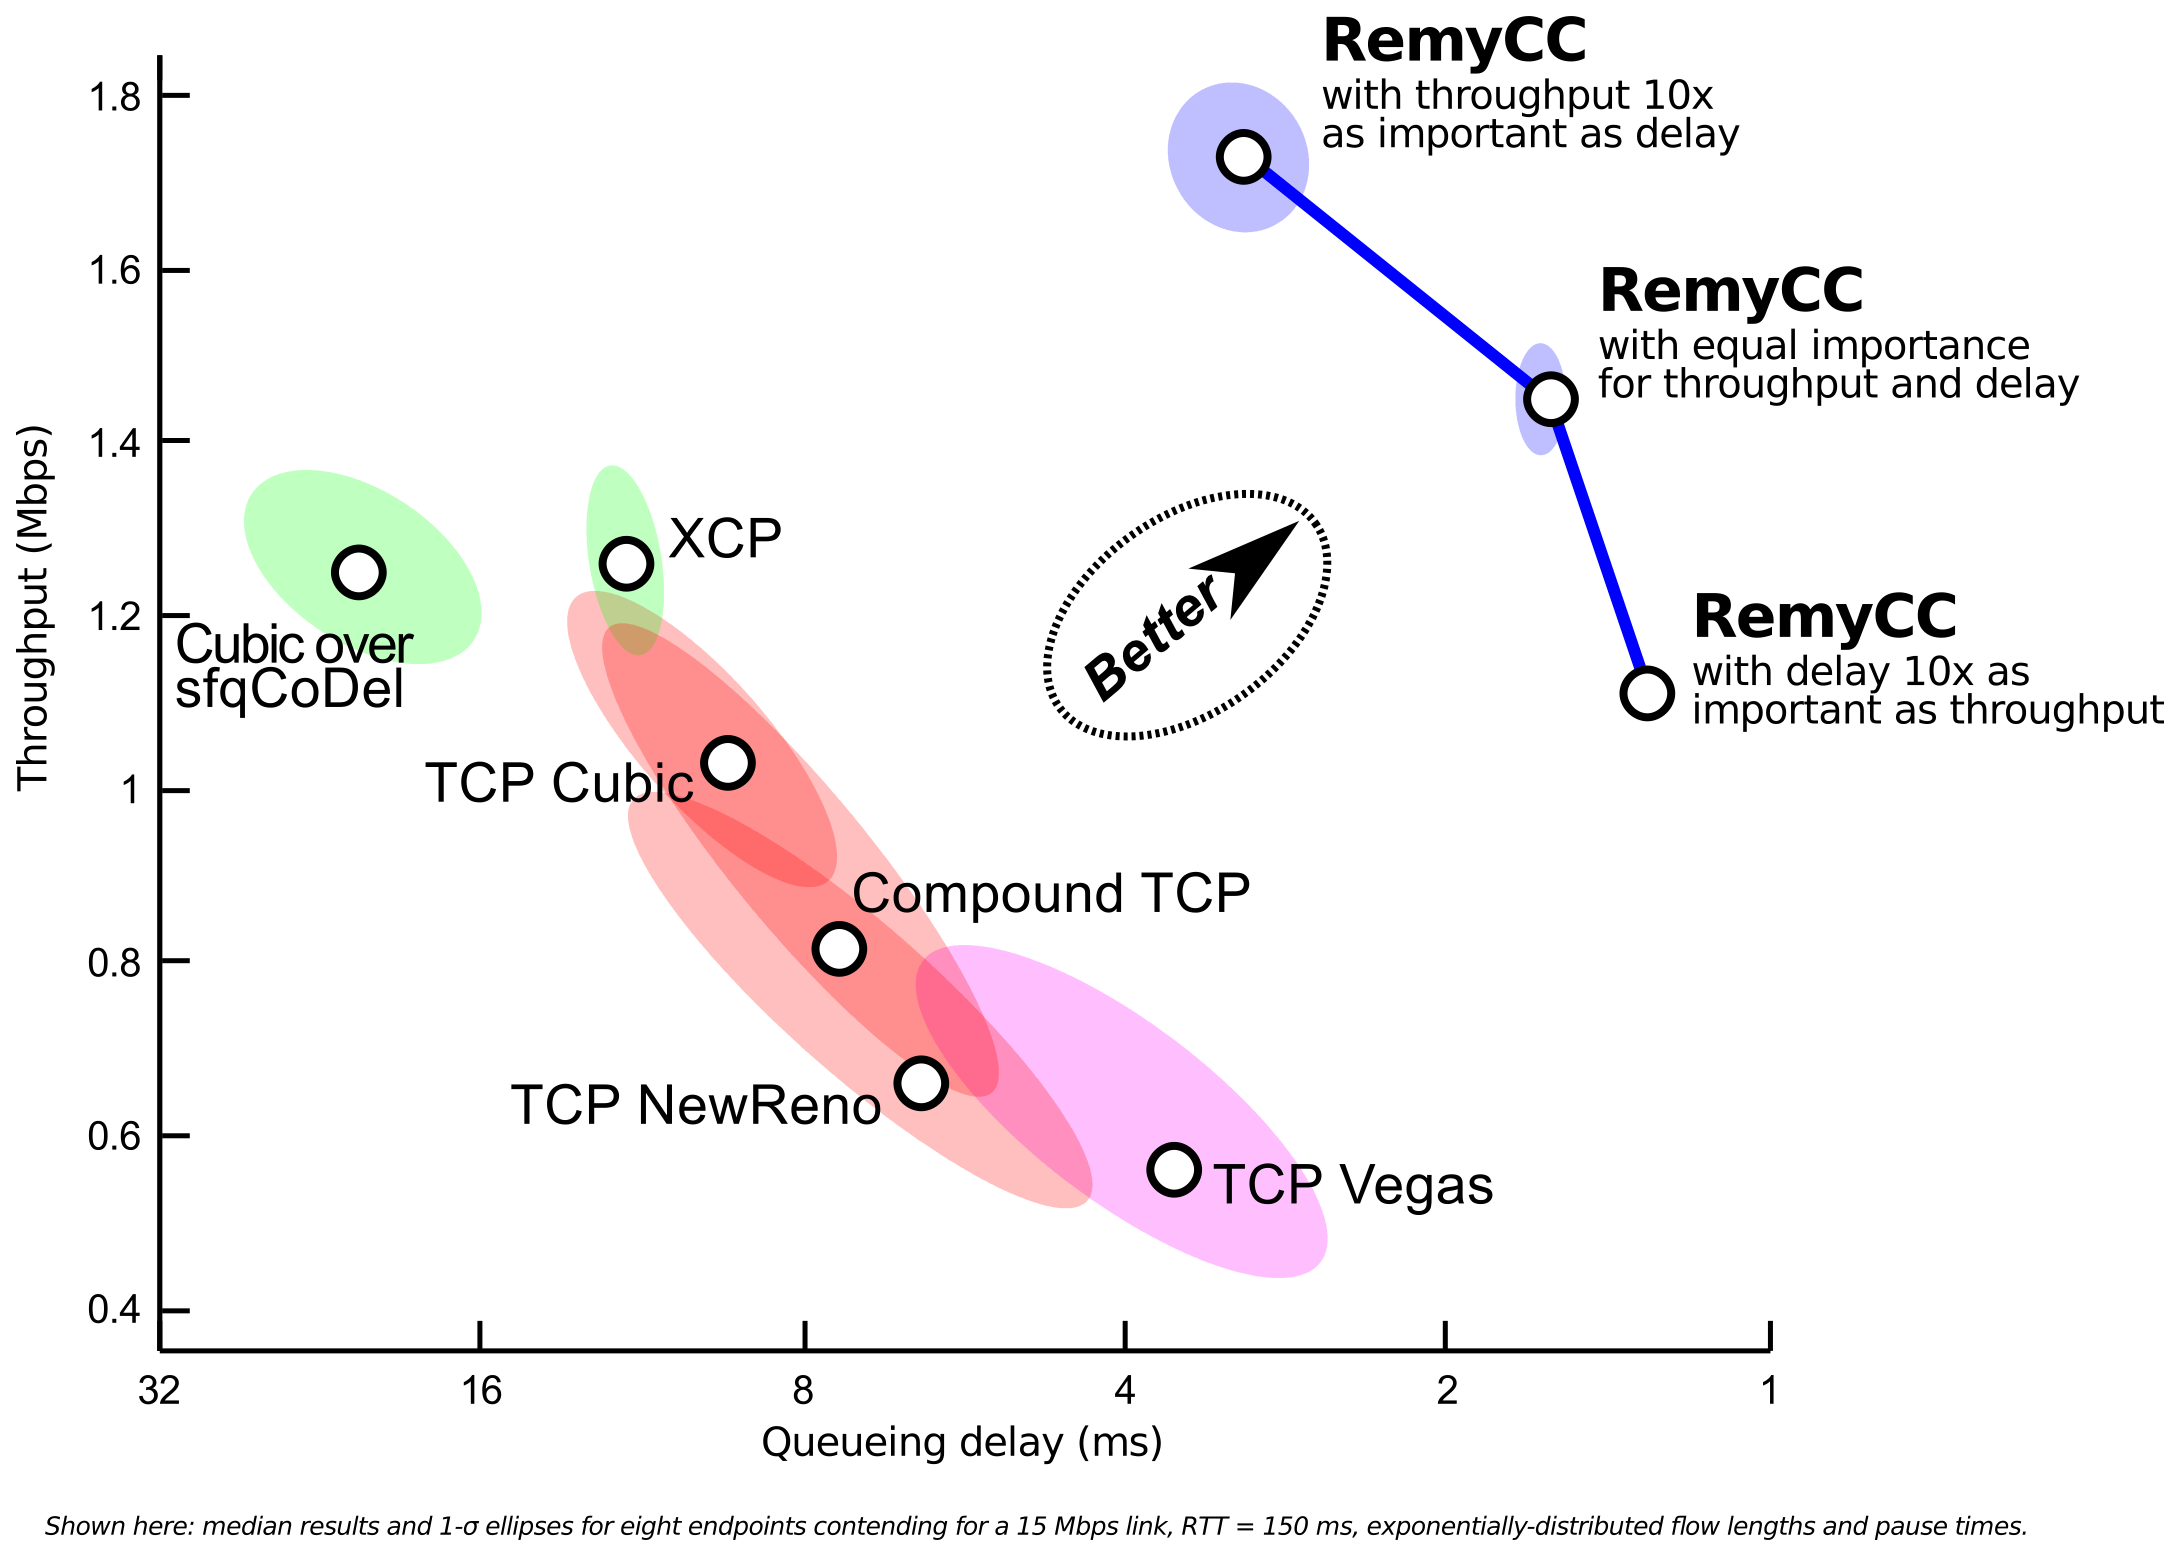 RemyCC
with throughput 10x
as important as delay
RemyCC
with equal importance
for throughput and delay
RemyCC
with delay 10x as
important as throughput
Better
XCP
Cubic over
sfqCoDel
TCP Cubic
Compound TCP
TCP NewReno
TCP Vegas
Throughput (Mbps)
1.8
1.6
1.4
1.2
1
0.8
0.6
0.4
32
16
8
4
2
1
Queueing delay (ms)
Shown here: median results and 1-σ ellipses for eight endpoints contending for a 15 Mbps link, RTT = 150 ms, exponentially-distributed flow lengths and pause times.